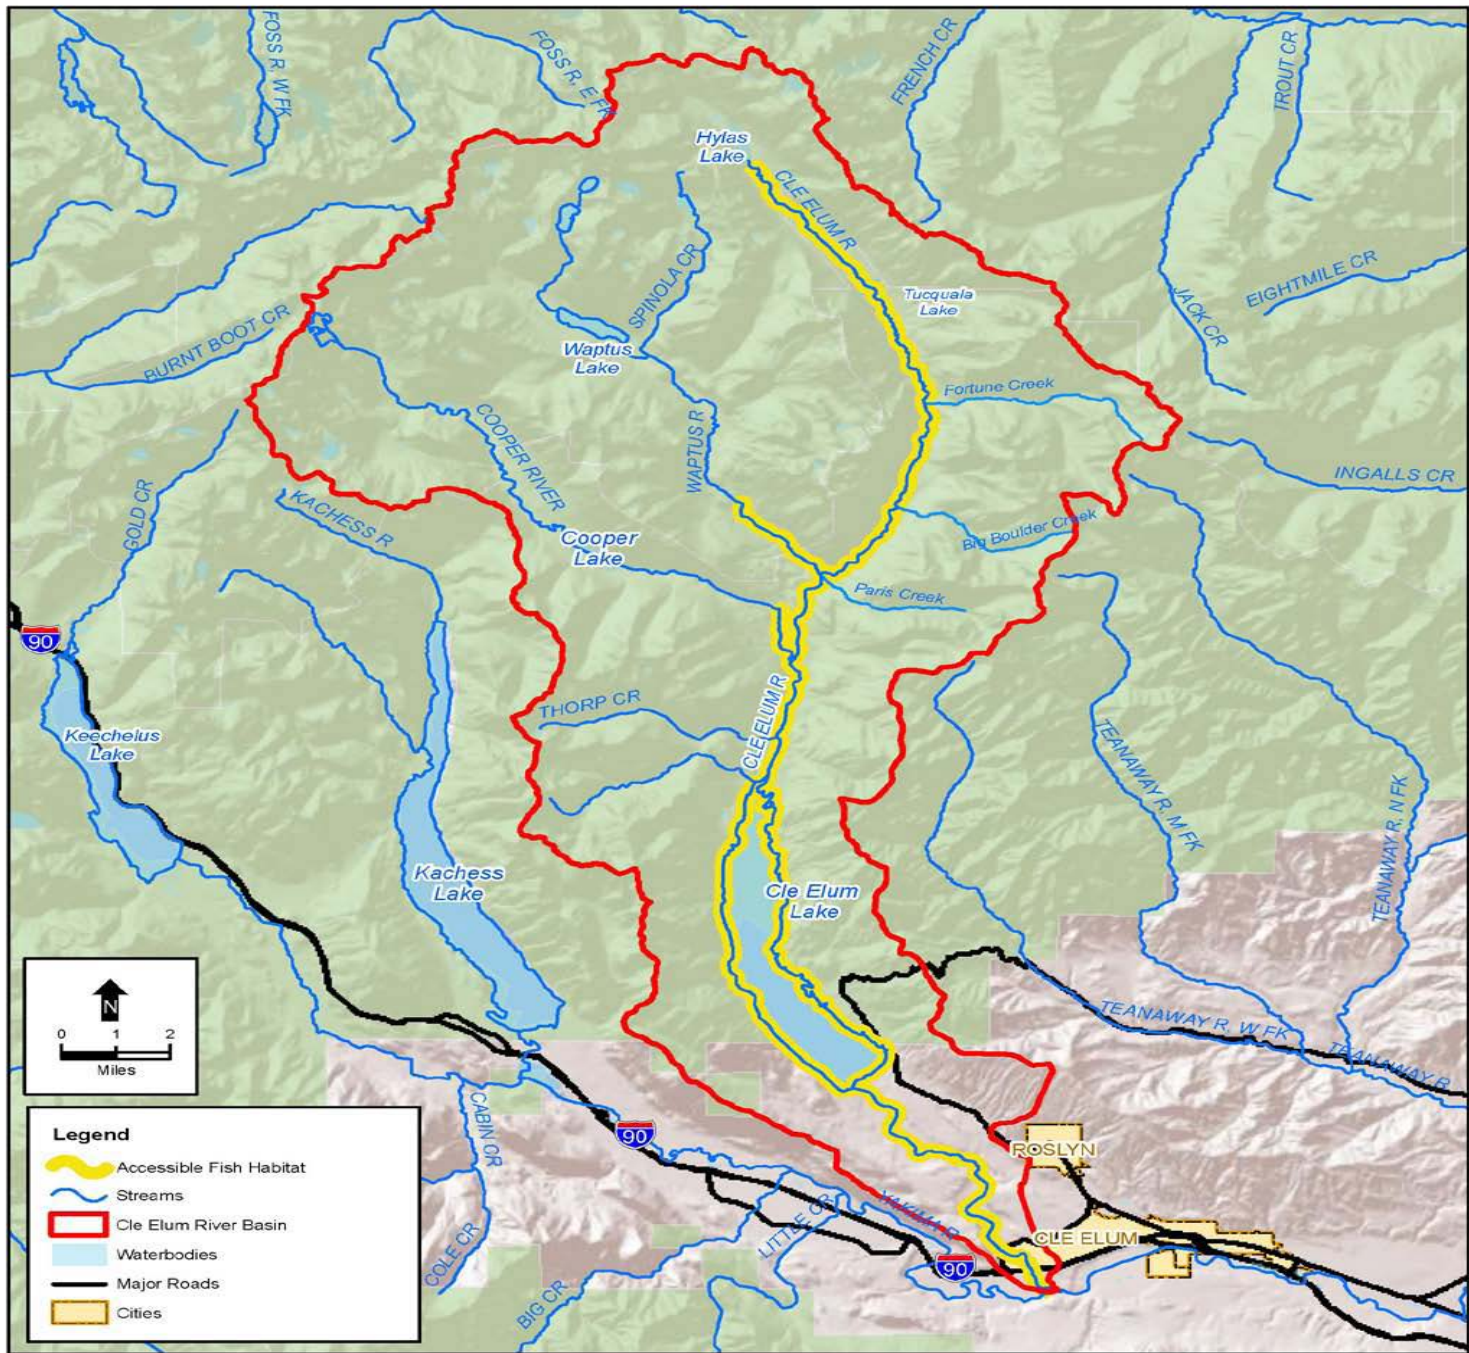 FOSS R, W FK
FOSS R, E FK
FRENCH CR
TROUT CR
Hylas
Lake
CLE ELUM R
SPINOLA CR
Tucquala
Lake
EIGHTMILE CR
JACK CR
BURNT BOOT CR
Waptus
Lake
Fortune Creek
COOPER RIVER
WAPTUS R
INGALLS CR
GOLD CR
KACHESS R
Big Boulder Creek
Cooper
Lake
Paris Creek
90
THORP CR
CLE ELUM R
Keechelus
Lake
TEANAWAY R, M FK
TEANAWAY R, N FK
Kachess
Lake
Cle Elum
Lake
N
0 1 2
Miles
TEANAWAY R, W FK
TEANAWAY R
CABIN CR
90
ROSLYN
Legend
Accessible Fish Habitat
Streams
Cle Elum River Basin
Waterbodies
Major Roads
Cities
COLE CR
BIG CR
LITTLE CR
YAKIMA R
90
CLE ELUM